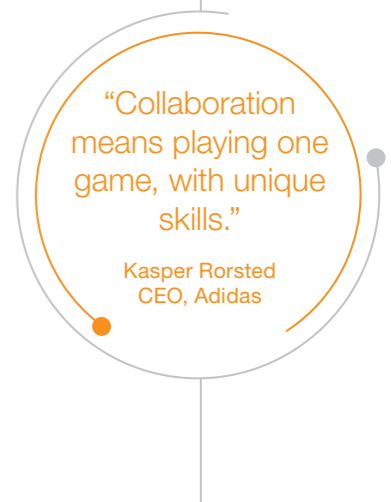 “Collaboration
means playing one
game, with unique
skills.”
Kasper Rorsted
CEO, Adidas